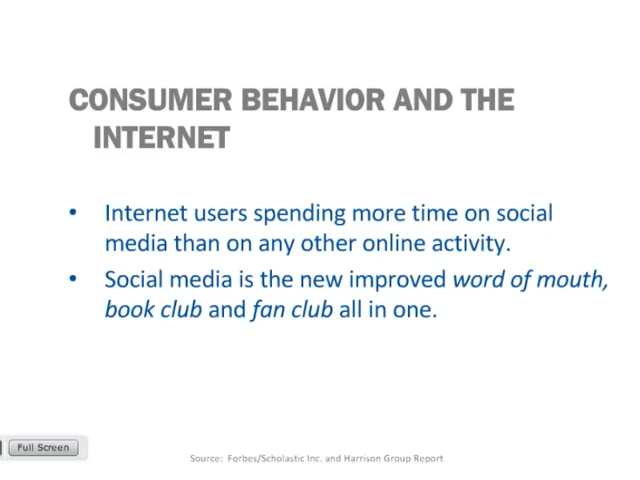 CONSUMER BEHAVIOR AND THE
INTERNET
• Internet users spending more time on social
media than on any other online activity.
• Social media is the new improved word of mouth,
book club and fan club all in one.
Full Screen
Source: Forbes/Scholastic Inc. and Harrison Group Report